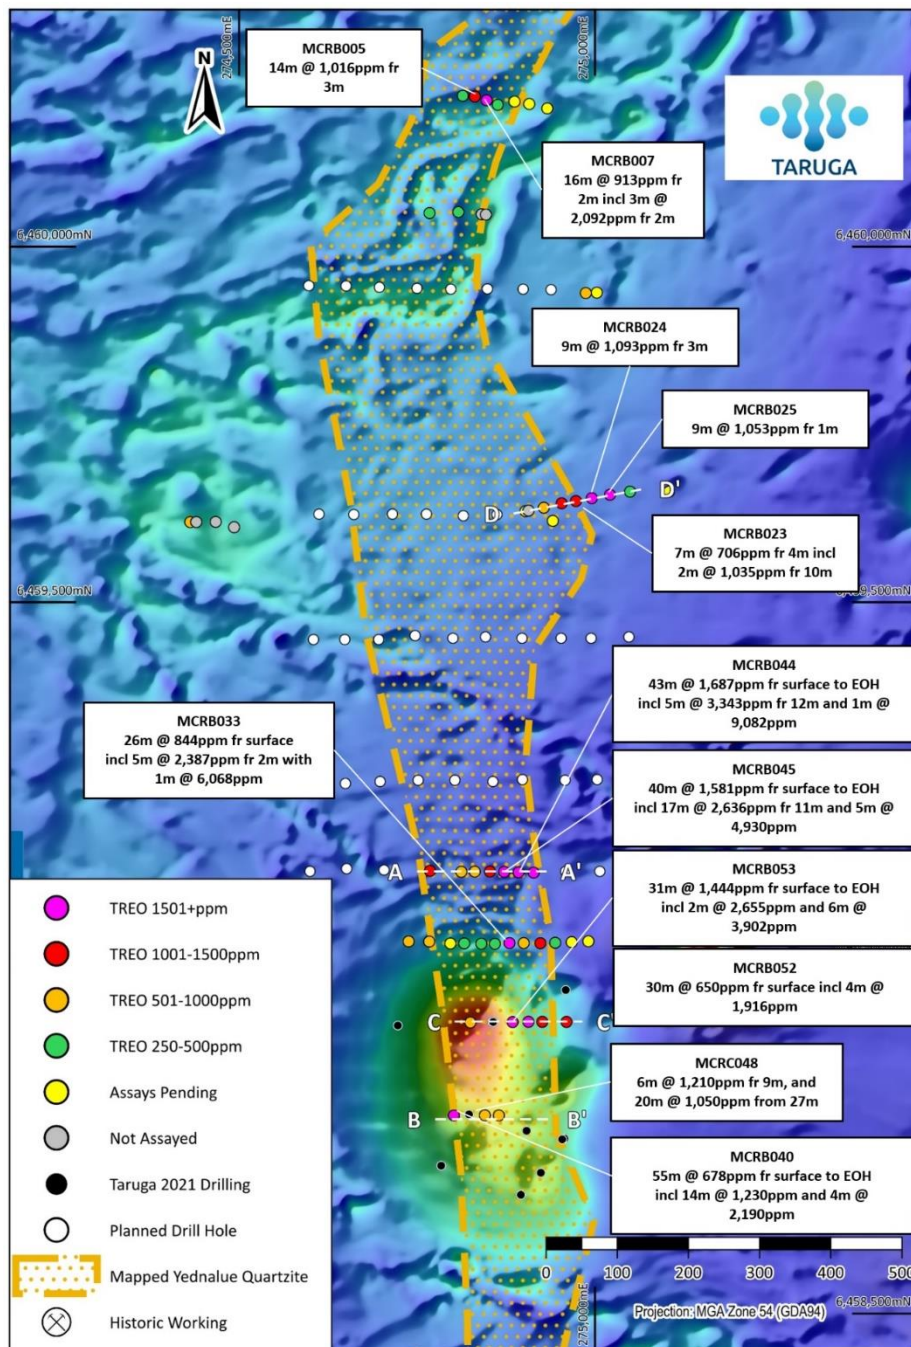 274,500mE
275,000mE
MCRB005
14m @ 1,016ppm fr
3m
TARUGA
MCRB007
16m @ 913ppm fr
2m incl 3m @
2,092ppm fr 2m
6,460,000mN
6,460,000mN
MCRB024
9m @ 1,093ppm fr 3m
MCRB025
9m @ 1,053ppm fr 1m
D
D'
MCRB023
7m @ 706ppm fr 4m incl
2m @ 1,035ppm fr 10m
6,459,500mN
6,459,500mN
MCRB044
43m @ 1,687ppm fr surface to EOH
incl 5m @ 3,343ppm fr 12m and 1m @
9,082ppm
MCRB033
26m @ 844ppm fr surface
incl 5m @ 2,387ppm fr 2m with
1m @ 6,068ppm
MCRB045
40m @ 1,581ppm fr surface to EOH
incl 17m @ 2,636ppm fr 11m and 5m @
4,930ppm
A
A'
MCRB053
31m @ 1,444ppm fr surface to EOH
incl 2m @ 2,655ppm and 6m @
3,902ppm
MCRB052
30m @ 650ppm fr surface incl 4m @
1,916ppm
C
C'
MCRC048
6m @ 1,210ppm fr 9m, and
20m @ 1,050ppm from 27m
B
B'
MCRB040
55m @ 678ppm fr surface to EOH
incl 14m @ 1,230ppm and 4m @
2,190ppm
TREO 1501+ppm
TREO 1001-1500ppm
TREO 501-1000ppm
TREO 250-500ppm
Assays Pending
Not Assayed
Taruga 2021 Drilling
Planned Drill Hole
Mapped Yednalue Quartzite
Historic Working
0 100 200 300 400 500
6,458,500mN
Projection: MGA Zone 54 (GDA94)
275,000mE